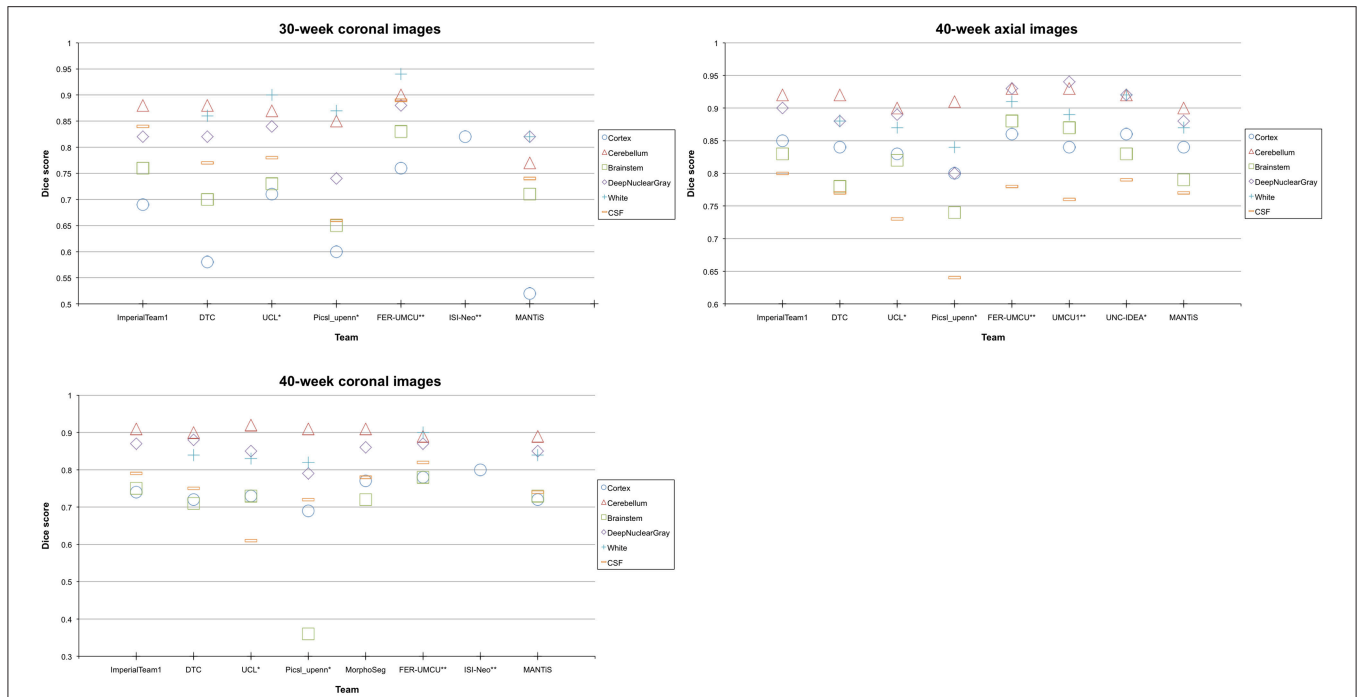 30-week coronal images
1
0.95
0.9
0.85
0.8
0.75
0.7
0.65
0.6
0.55
0.5
Dice score
ImperialTeam1 DTC UCL* Picsl_upenn* FER-UMCU** ISI-Neo** MANTiS
Team
Cortex
Cerebellum
Brainstem
DeepNuclearGray
White
CSF
40-week axial images
1
0.95
0.9
0.85
0.8
0.75
0.7
0.65
0.6
Dice score
ImperialTeam1 DTC UCL* Picsl_upenn* FER-UMCU** UMCU1** UNC-IDEA* MANTiS
Team
Cortex
Cerebellum
Brainstem
DeepNuclearGray
White
CSF
40-week coronal images
1
0.9
0.8
0.7
0.6
0.5
0.4
0.3
Dice score
ImperialTeam1 DTC UCL* Picsl_upenn* MorphoSeg FER-UMCU** ISI-Neo** MANTiS
Team
Cortex
Cerebellum
Brainstem
DeepNuclearGray
White
CSF